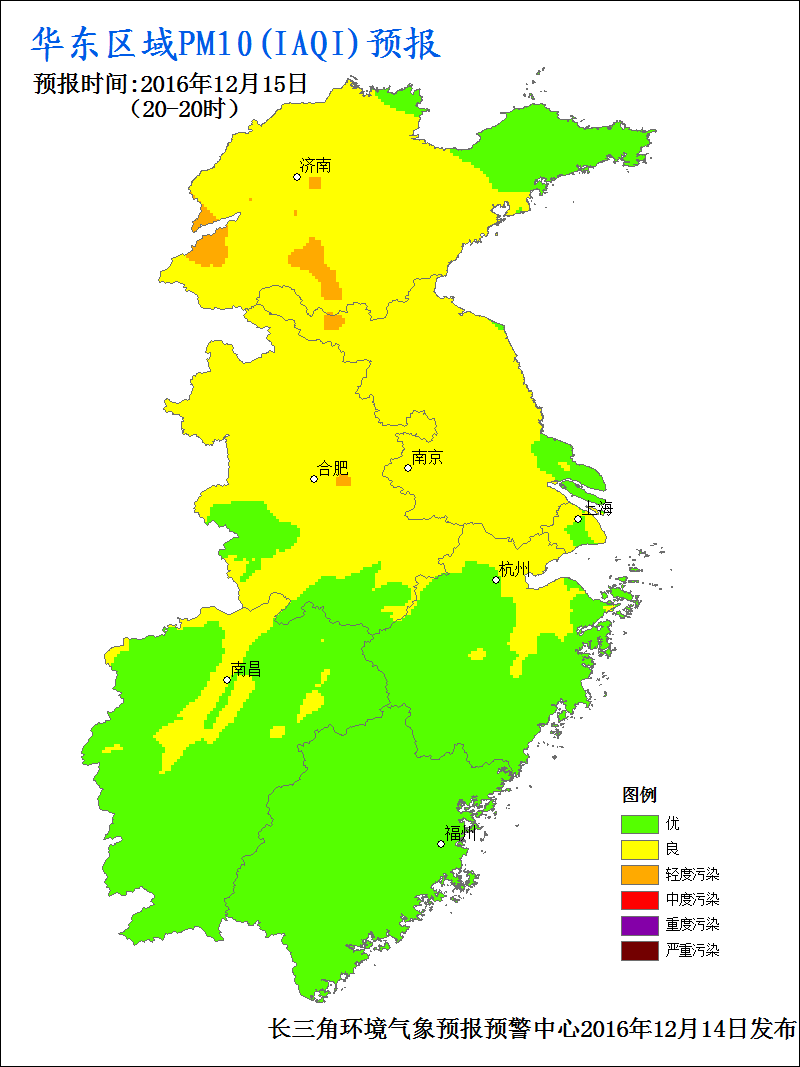 华东区域PM10(IAQI)预报
预报时间:2016年12月15日
（20-20时）
济南
南京
合肥
上海
杭州
南昌
福州
图例
优
良
轻度污染
中度污染
重度污染
严重污染
长三角环境气象预报预警中心2016年12月14日发布